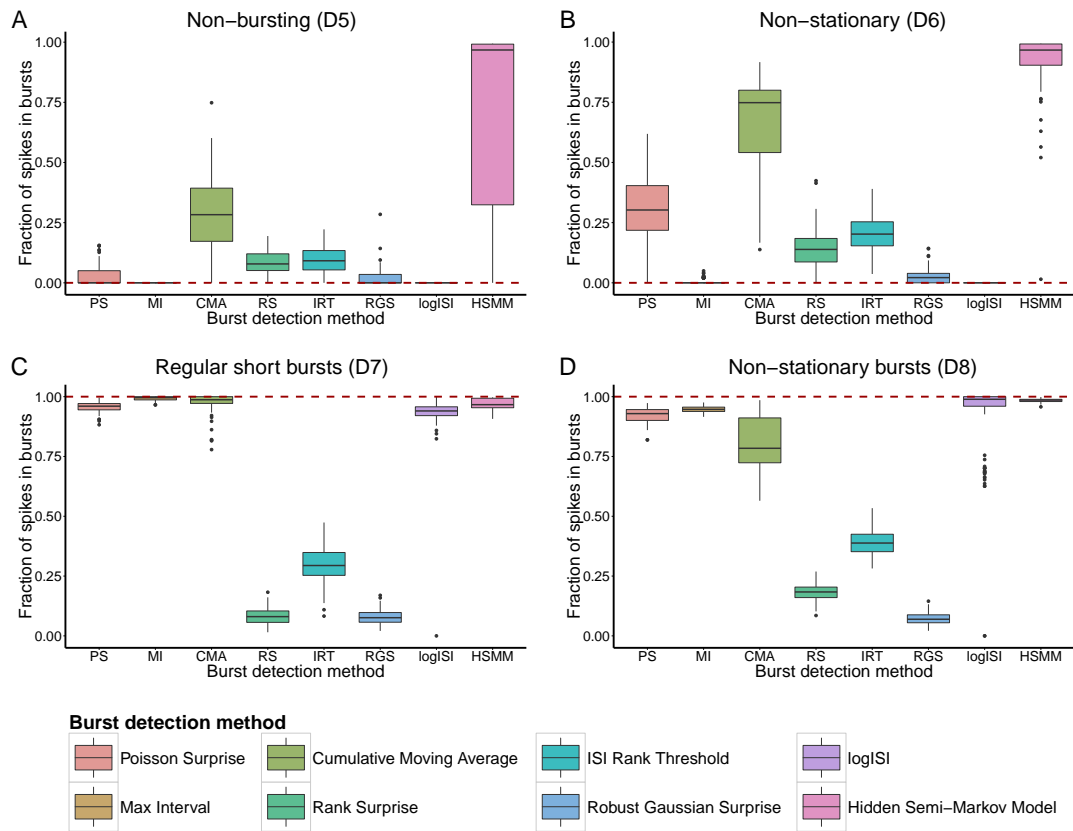 A
Non−bursting (D5)
Fraction of spikes in bursts
1.00
0.75
0.50
0.25
0.00
PS MI CMA RS IRT RGS logISI HSMM
Burst detection method
B
Non−stationary (D6)
Fraction of spikes in bursts
1.00
0.75
0.50
0.25
0.00
PS MI CMA RS IRT RGS logISI HSMM
Burst detection method
C
Regular short bursts (D7)
Fraction of spikes in bursts
1.00
0.75
0.50
0.25
0.00
PS MI CMA RS IRT RGS logISI HSMM
Burst detection method
D
Non−stationary bursts (D8)
Fraction of spikes in bursts
1.00
0.75
0.50
0.25
0.00
PS MI CMA RS IRT RGS logISI HSMM
Burst detection method
Burst detection method
Poisson Surprise Cumulative Moving Average ISI Rank Threshold logISI
Max Interval Rank Surprise Robust Gaussian Surprise Hidden Semi−Markov Model